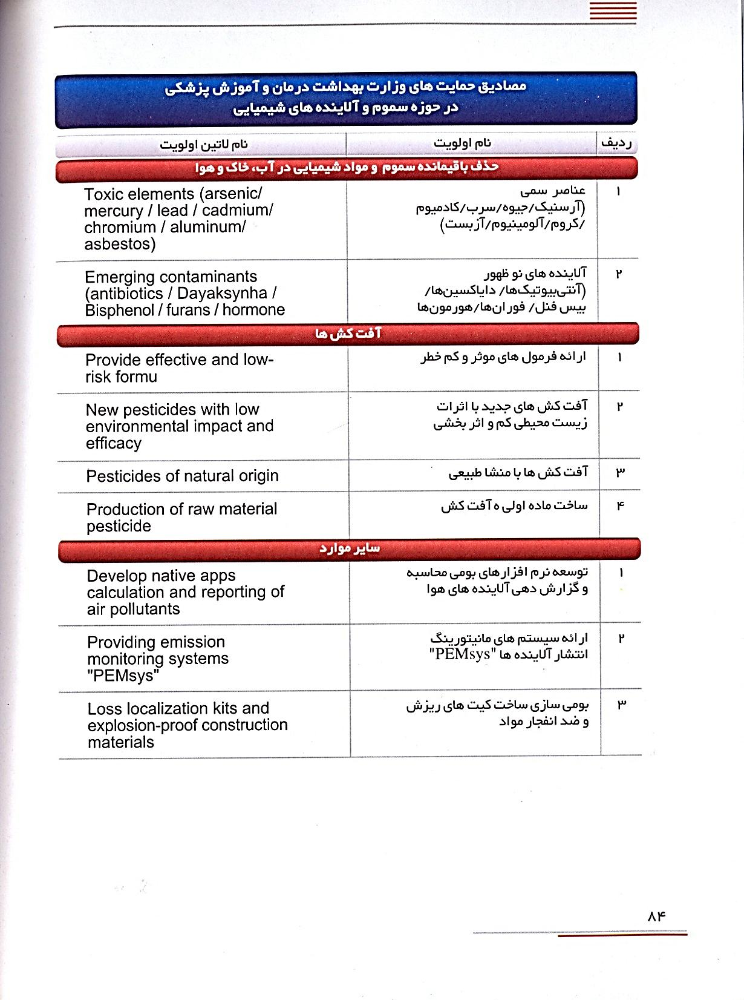 مصادیق حمایت های وزارت بهداشت درمان و آموزش پزشکی
در حوزه سموم و آلاینده های شیمیایی
ردیف نام اولویت نام لاتین اولویت
حذف باقیمانده سموم و مواد شیمیایی در آب، خاک و هوا
۱
عناصر سمی
(آرسنیک/جیوه/سرب/کادمیوم
/کروم/آلومینیوم/آزبست)
Toxic elements (arsenic/
mercury / lead / cadmium/
chromium / aluminum/
asbestos)
۲
آلاینده های نو ظهور
(آنتی‌بیوتیک‌ها/ دایاکسین‌ها/
بیس فنل/ فوران‌ها/هورمون‌ها
Emerging contaminants
(antibiotics / Dayaksynha /
Bisphenol / furans / hormone
آفت کش ها
۱
ارائه فرمول های موثر و کم خطر
Provide effective and low-
risk formu
۲
آفت کش های جدید با اثرات
زیست محیطی کم و اثر بخشی
New pesticides with low
environmental impact and
efficacy
۳
آفت کش ها با منشا طبیعی
Pesticides of natural origin
۴
ساخت ماده اولی ه آفت کش
Production of raw material
pesticide
سایر موارد
۱
توسعه نرم افزارهای بومی محاسبه
و گزارش دهی آلاینده های هوا
Develop native apps
calculation and reporting of
air pollutants
۲
ارائه سیستم های مانیتورینگ
انتشار آلاینده ها "PEMsys"
Providing emission
monitoring systems
"PEMsys"
۳
بومی سازی ساخت کیت های ریزش
و ضد انفجار مواد
Loss localization kits and
explosion-proof construction
materials
۸۴